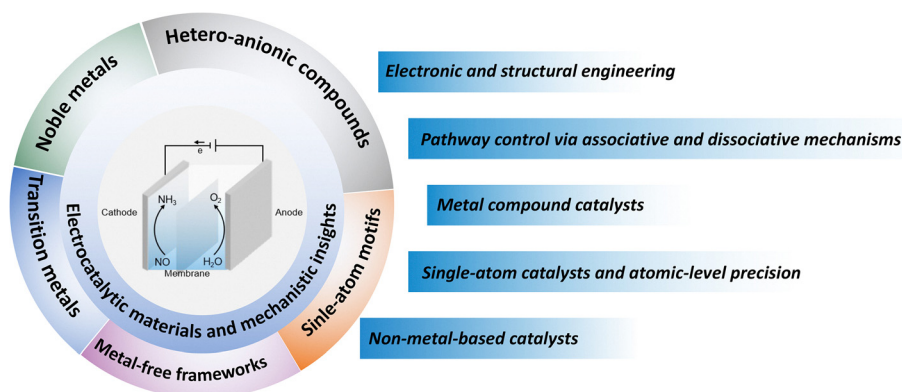 Noble metals
Hetero-anionic compounds
Transition metals
Metal-free frameworks
Sinle-atom motifs
Electrocatalytic materials and mechanistic insights
e
Cathode
NH₃
O₂
Anode
NO
H₂O
Membrane
Electronic and structural engineering
Pathway control via associative and dissociative mechanisms
Metal compound catalysts
Single-atom catalysts and atomic-level precision
Non-metal-based catalysts